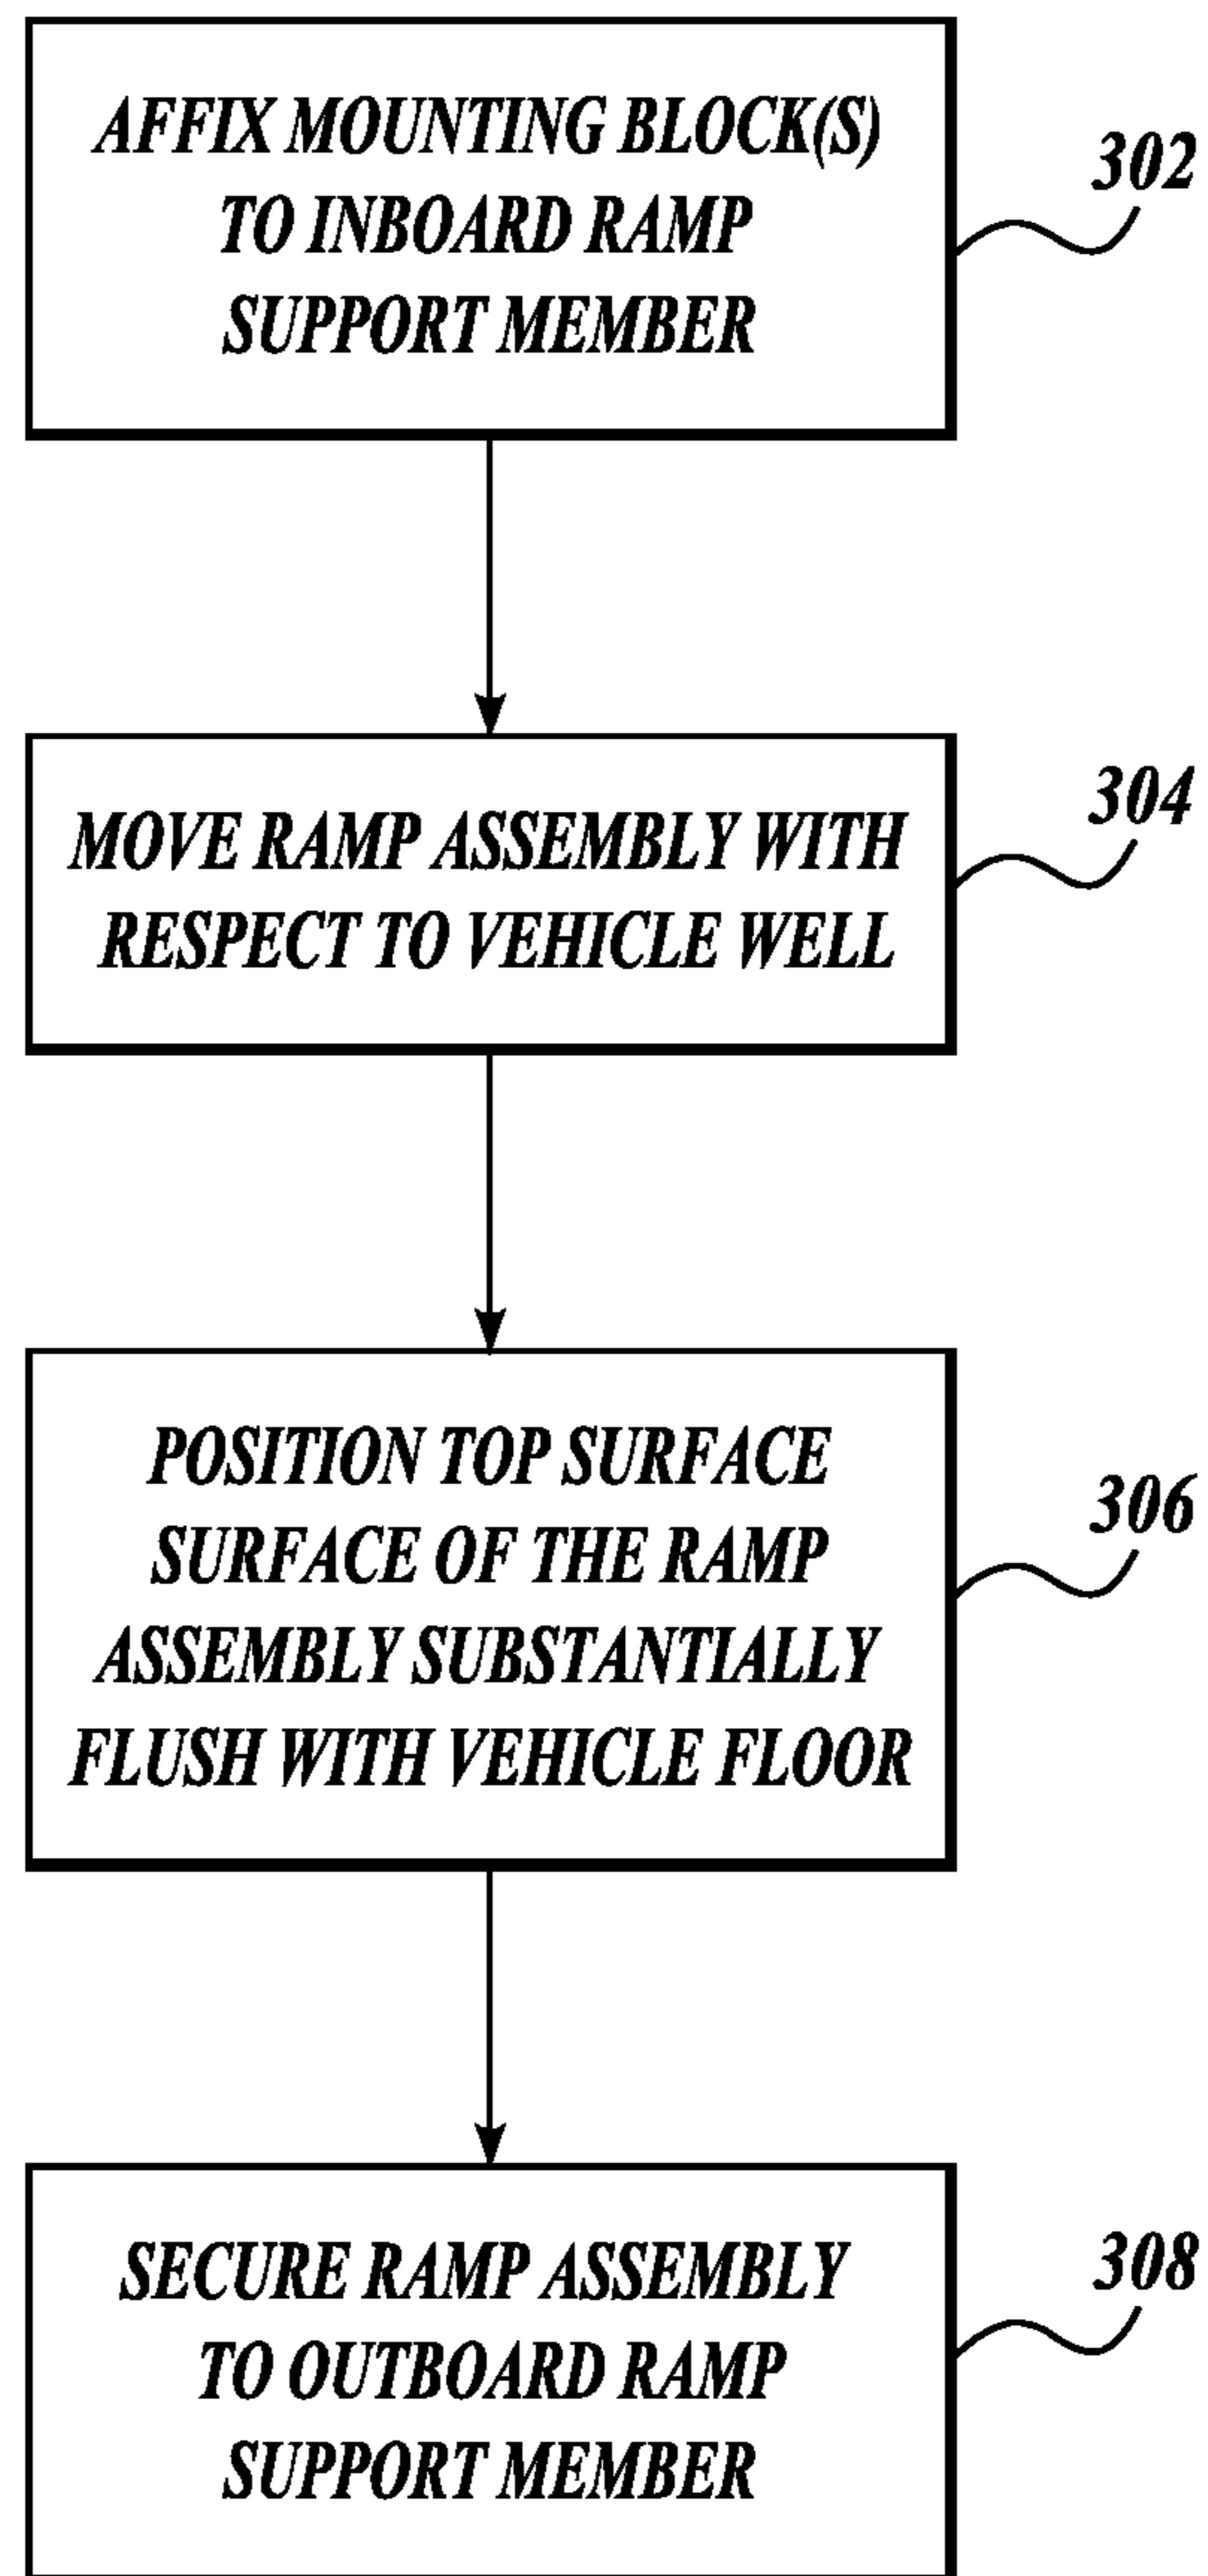 AFFIX MOUNTING BLOCK(S)
TO INBOARD RAMP
SUPPORT MEMBER
302
MOVE RAMP ASSEMBLY WITH
RESPECT TO VEHICLE WELL
304
POSITION TOP SURFACE
SURFACE OF THE RAMP
ASSEMBLY SUBSTANTIALLY
FLUSH WITH VEHICLE FLOOR
306
SECURE RAMP ASSEMBLY
TO OUTBOARD RAMP
SUPPORT MEMBER
308